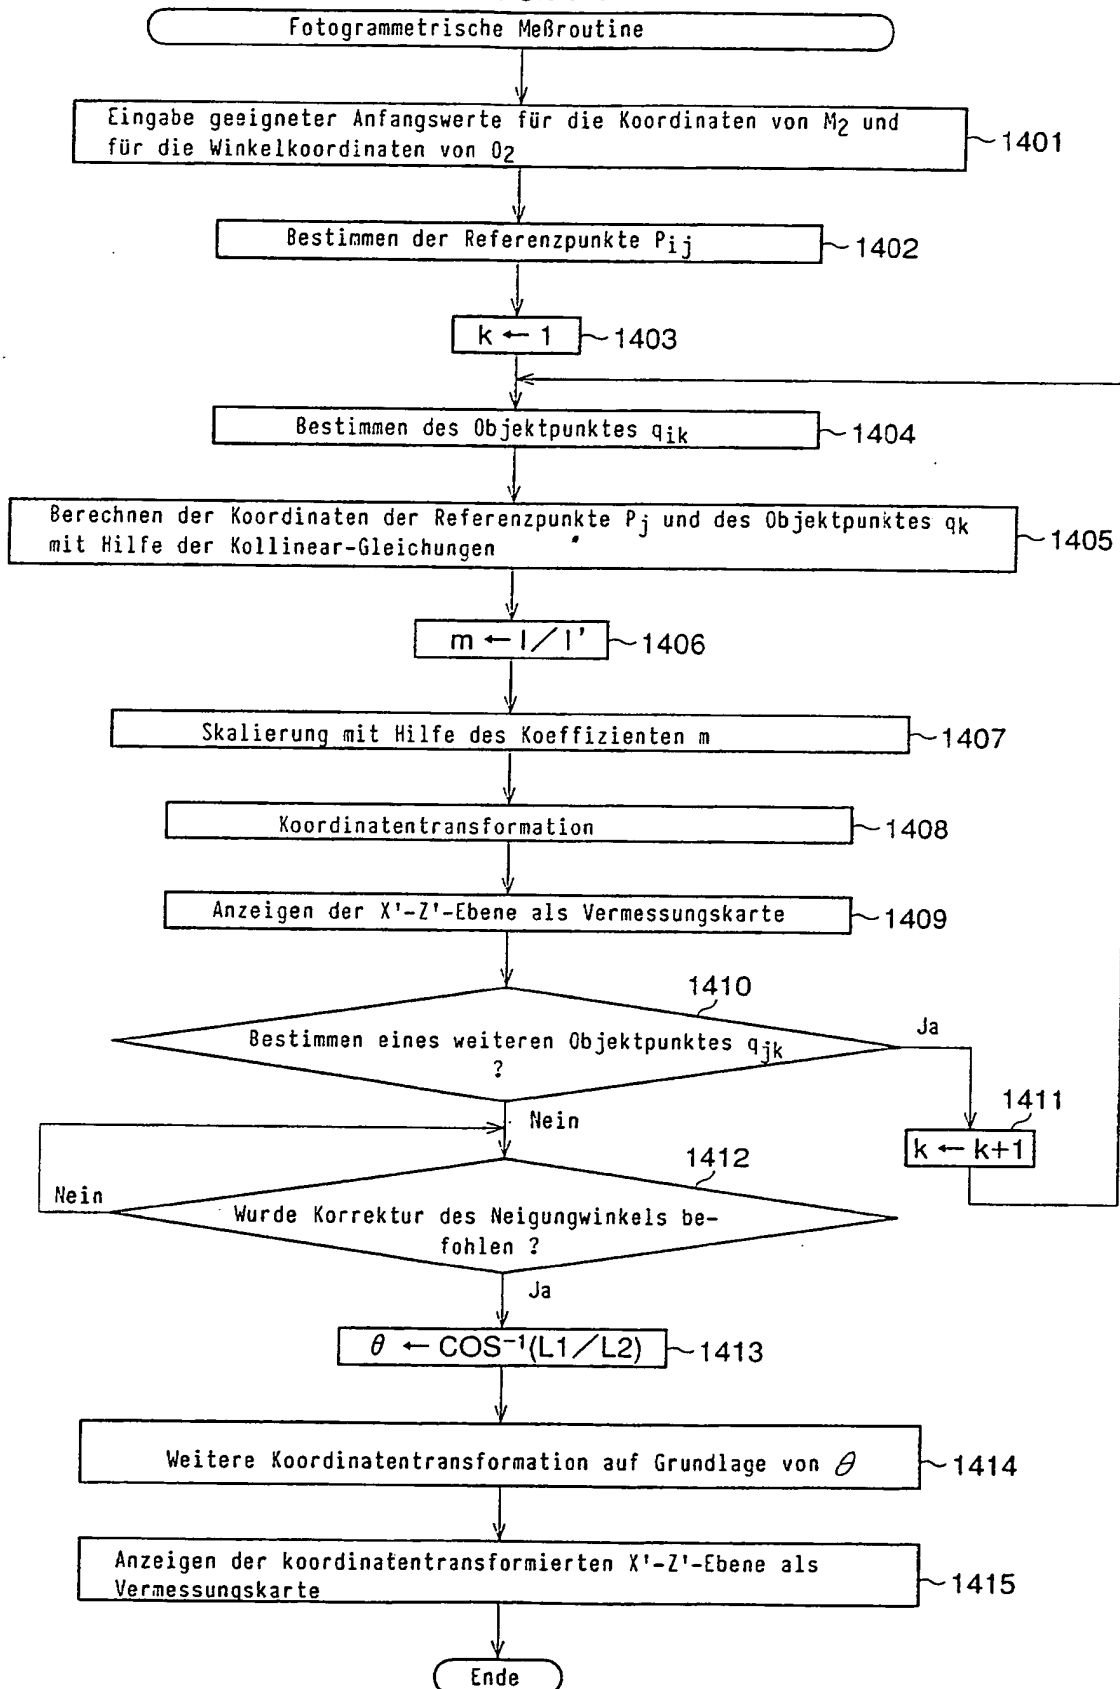 Fotogrammetrische Meßroutine
Eingabe geeigneter Anfangswerte für die Koordinaten von M2 und
für die Winkelkoordinaten von O2
1401
Bestimmen der Referenzpunkte Pij
1402
k ← 1
1403
Bestimmen des Objektpunktes qik
1404
Berechnen der Koordinaten der Referenzpunkte Pj und des Objektpunktes qk
mit Hilfe der Kollinear-Gleichungen
1405
m ← l/l'
1406
Skalierung mit Hilfe des Koeffizienten m
1407
Koordinatentransformation
1408
Anzeigen der X'-Z'-Ebene als Vermessungskarte
1409
1410
Bestimmen eines weiteren Objektpunktes qjk
?
Ja
Nein
1411
k ← k+1
1412
Nein
Wurde Korrektur des Neigungwinkels be-
fohlen ?
Ja
θ ← COS⁻¹(L1/L2)
1413
Weitere Koordinatentransformation auf Grundlage von θ
1414
Anzeigen der koordinatentransformierten X'-Z'-Ebene als
Vermessungskarte
1415
Ende